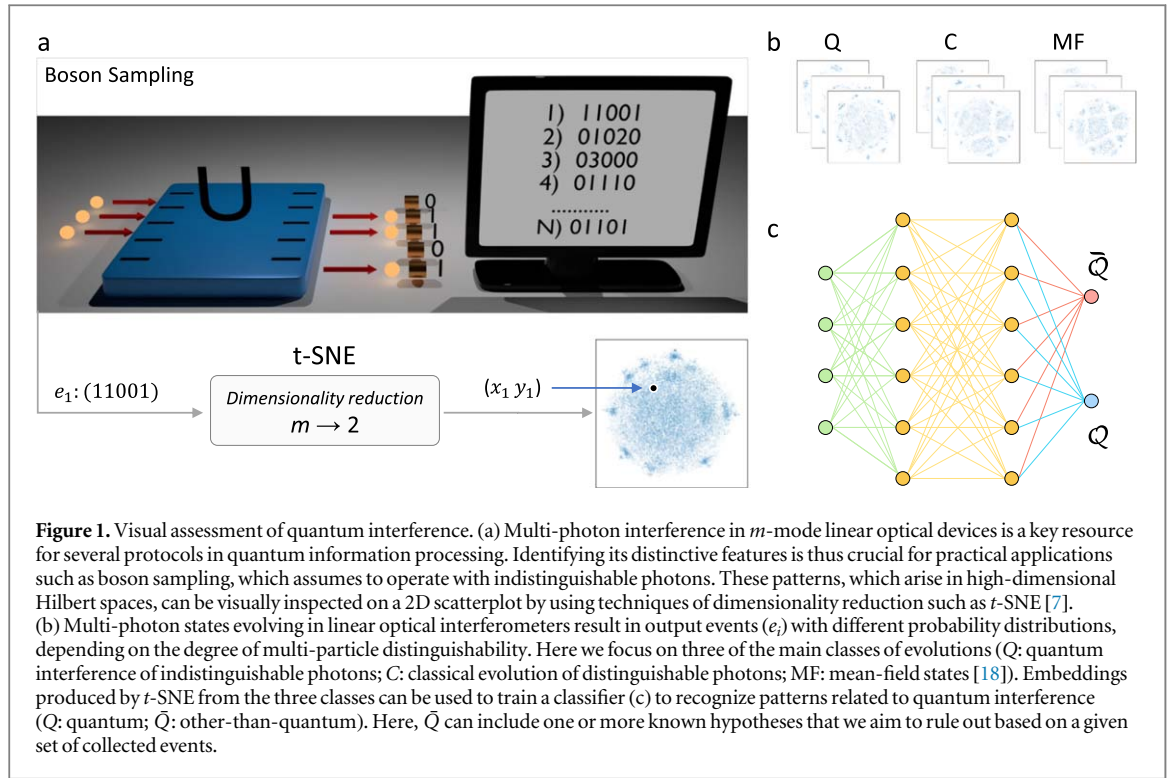 a
Boson Sampling
U
0
1
1
0
1
1) 11001
2) 01020
3) 03000
4) 01110
...........
N) 01101
t-SNE
e₁: (11001)
Dimensionality reduction
m → 2
(x₁ y₁)
b
Q C MF
c
Q̄
Q
Figure 1. Visual assessment of quantum interference. (a) Multi-photon interference in m-mode linear optical devices is a key resource
for several protocols in quantum information processing. Identifying its distinctive features is thus crucial for practical applications
such as boson sampling, which assumes to operate with indistinguishable photons. These patterns, which arise in high-dimensional
Hilbert spaces, can be visually inspected on a 2D scatterplot by using techniques of dimensionality reduction such as t-SNE [7].
(b) Multi-photon states evolving in linear optical interferometers result in output events (eᵢ) with different probability distributions,
depending on the degree of multi-particle distinguishability. Here we focus on three of the main classes of evolutions (Q: quantum
interference of indistinguishable photons; C: classical evolution of distinguishable photons; MF: mean-field states [18]). Embeddings
produced by t-SNE from the three classes can be used to train a classifier (c) to recognize patterns related to quantum interference
(Q: quantum; Q̄: other-than-quantum). Here, Q̄ can include one or more known hypotheses that we aim to rule out based on a given
set of collected events.